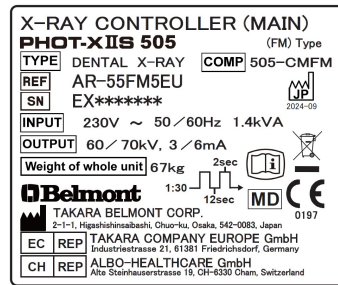 X-RAY CONTROLLER (MAIN)
PHOT-XIIS 505 (FM) Type
TYPE DENTAL X-RAY COMP 505-CMFM
REF AR-55FM5EU
SN EX*******
JP
2024-09
INPUT 230V ~ 50/60Hz 1.4kVA
OUTPUT 60/70kV, 3/6mA
Weight of whole unit 67kg
2sec
1:30
12sec
MD
0197
Belmont
TAKARA BELMONT CORP.
2-1-1, Higashishinsaibashi, Chuo-ku, Osaka, 542-0083, Japan
EC REP TAKARA COMPANY EUROPE GmbH
Industriestrasse 21, 61381 Friedrichsdorf, Germany
CH REP ALBO-HEALTHCARE GmbH
Alte Steinhauserstrasse 19, CH-6330 Cham, Switzerland